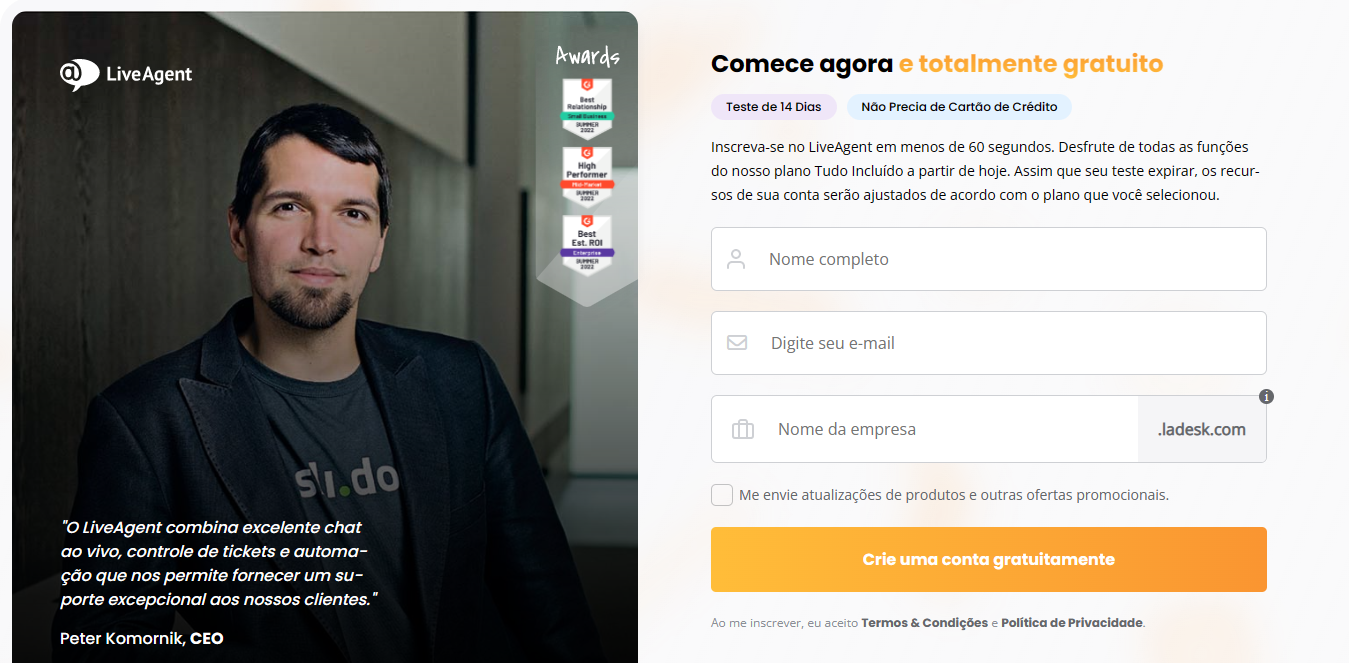 LiveAgent
Awards
Best
Relationship
Small Business
SUMMER
2022
High
Performer
Mid-Market
SUMMER
2022
Best
Est. ROI
Enterprise
SUMMER
2022
"O LiveAgent combina excelente chat
ao vivo, controle de tickets e automa-
ção que nos permite fornecer um su-
porte excepcional aos nossos clientes."
Peter Komornik, CEO
Comece agora e totalmente gratuito
Teste de 14 Dias
Não Precia de Cartão de Crédito
Inscreva-se no LiveAgent em menos de 60 segundos. Desfrute de todas as funções
do nosso plano Tudo Incluído a partir de hoje. Assim que seu teste expirar, os recur-
sos de sua conta serão ajustados de acordo com o plano que você selecionou.
Nome completo
Digite seu e-mail
Nome da empresa
.ladesk.com
Me envie atualizações de produtos e outras ofertas promocionais.
Crie uma conta gratuitamente
Ao me inscrever, eu aceito Termos & Condições e Política de Privacidade.